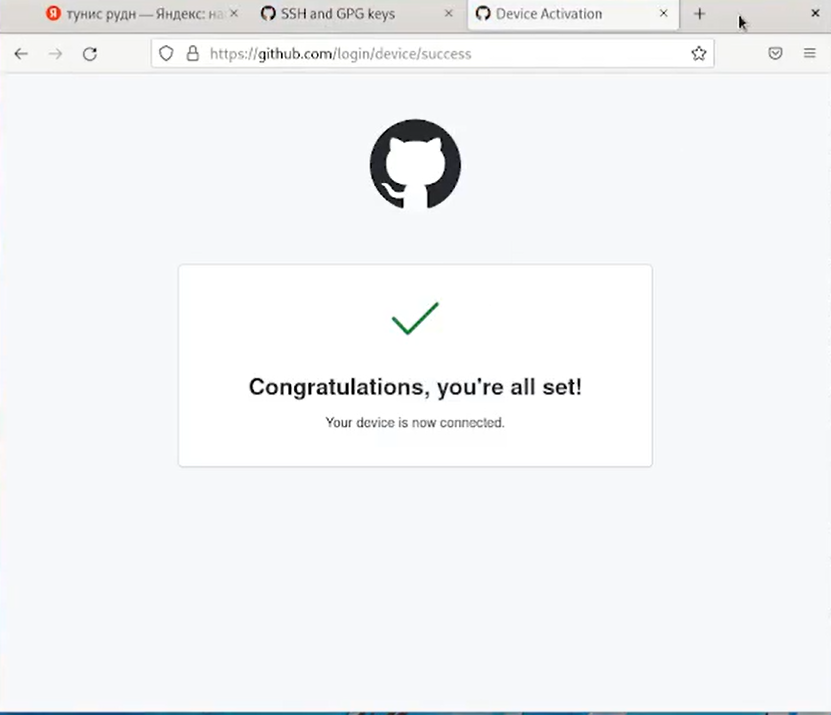 тунис рудн — Яндекс: на
SSH and GPG keys
Device Activation
https://github.com/login/device/success
Congratulations, you're all set!
Your device is now connected.